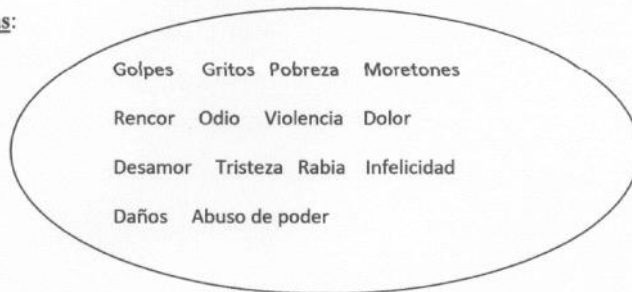 s:
Golpes Gritos Pobreza Moretones
Rencor Odio Violencia Dolor
Desamor Tristeza Rabia Infelicidad
Daños Abuso de poder